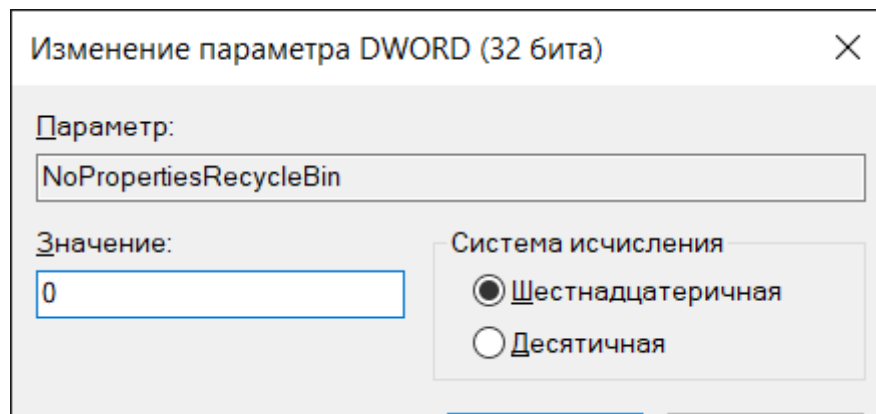 Изменение параметра DWORD (32 бита)
Параметр:
NoPropertiesRecycleBin
Значение:
0
Система исчисления
Шестнадцатеричная
Десятичная